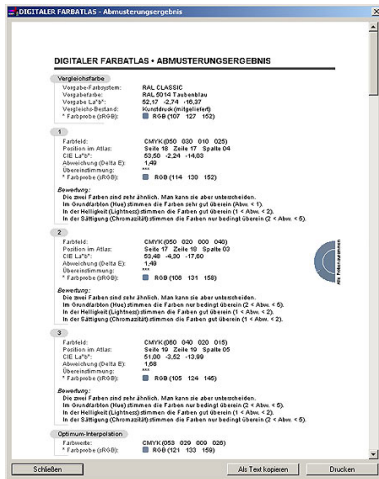 DIGITALER FARBATLAS - Abmusterungsergebnis
DIGITALER FARBATLAS • ABMUSTERUNGSERGEBNIS
Vergleichsfarbe
Vorgabe-Farbsystem: RAL CLASSIC
Vorgabefarbe: RAL 5014 Taubenblau
Vorgabe La*b*: 52,17 -2,74 -16,37
Vergleichs-Bestand: Kunstdruck (mitgeliefert)
* Farbprobe (sRGB): RGB (107 127 152)
1
Farbfeld: CMYK (050 030 010 025)
Position im Atlas: Seite 18 Zeile 17 Spalte 04
CIE La*b*: 53,50 -2,24 -14,03
Abweichung (Delta E): 1,49
Übereinstimmung: ***
* Farbprobe (sRGB): RGB (114 130 152)
Bewertung:
Die zwei Farben sind sehr ähnlich. Man kann sie aber unterscheiden.
Im Grundfarbton (Hue) stimmen die Farben sehr gut überein (Abw. < 1).
In der Helligkeit (Lightness) stimmen die Farben gut überein (1 < Abw. < 2).
In der Sättigung (Chromazität) stimmen die Farben nur bedingt überein (2 < Abw. < 5).
2
Farbfeld: CMYK (050 020 000 040)
Position im Atlas: Seite 17 Zeile 18 Spalte 03
CIE La*b*: 53,48 -4,90 -17,80
Abweichung (Delta E): 1,49
Übereinstimmung: ***
* Farbprobe (sRGB): RGB (106 131 158)
Bewertung:
Die zwei Farben sind sehr ähnlich. Man kann sie aber unterscheiden.
Im Grundfarbton (Hue) stimmen die Farben nur bedingt überein (2 < Abw. < 5).
In der Helligkeit (Lightness) stimmen die Farben gut überein (1 < Abw. < 2).
In der Sättigung (Chromazität) stimmen die Farben gut überein (1 < Abw. < 2).
3
Farbfeld: CMYK (060 040 020 015)
Position im Atlas: Seite 19 Zeile 19 Spalte 05
CIE La*b*: 51,00 -3,52 -13,99
Abweichung (Delta E): 1,68
Übereinstimmung: ***
* Farbprobe (sRGB): RGB (105 124 145)
Bewertung:
Die zwei Farben sind sehr ähnlich. Man kann sie aber unterscheiden.
Im Grundfarbton (Hue) stimmen die Farben nur bedingt überein (2 < Abw. < 5).
In der Helligkeit (Lightness) stimmen die Farben gut überein (1 < Abw. < 2).
In der Sättigung (Chromazität) stimmen die Farben nur bedingt überein (2 < Abw. < 5).
Optimum-Interpolation
Farbwerte: CMYK (053 029 009 026)
* Farbprobe (sRGB): RGB (121 133 159)
Schließen
Als Text kopieren
Drucken